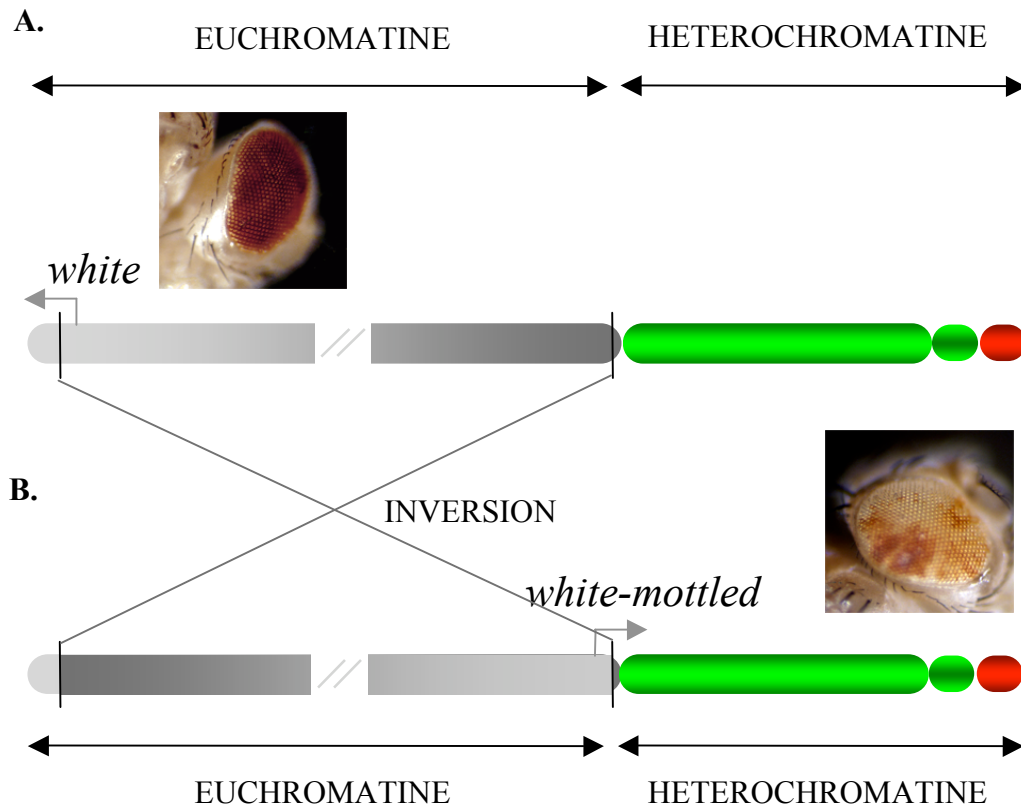 A.
EUCHROMATINE
HETEROCHROMATINE
white
B.
INVERSION
white-mottled
EUCHROMATINE
HETEROCHROMATINE